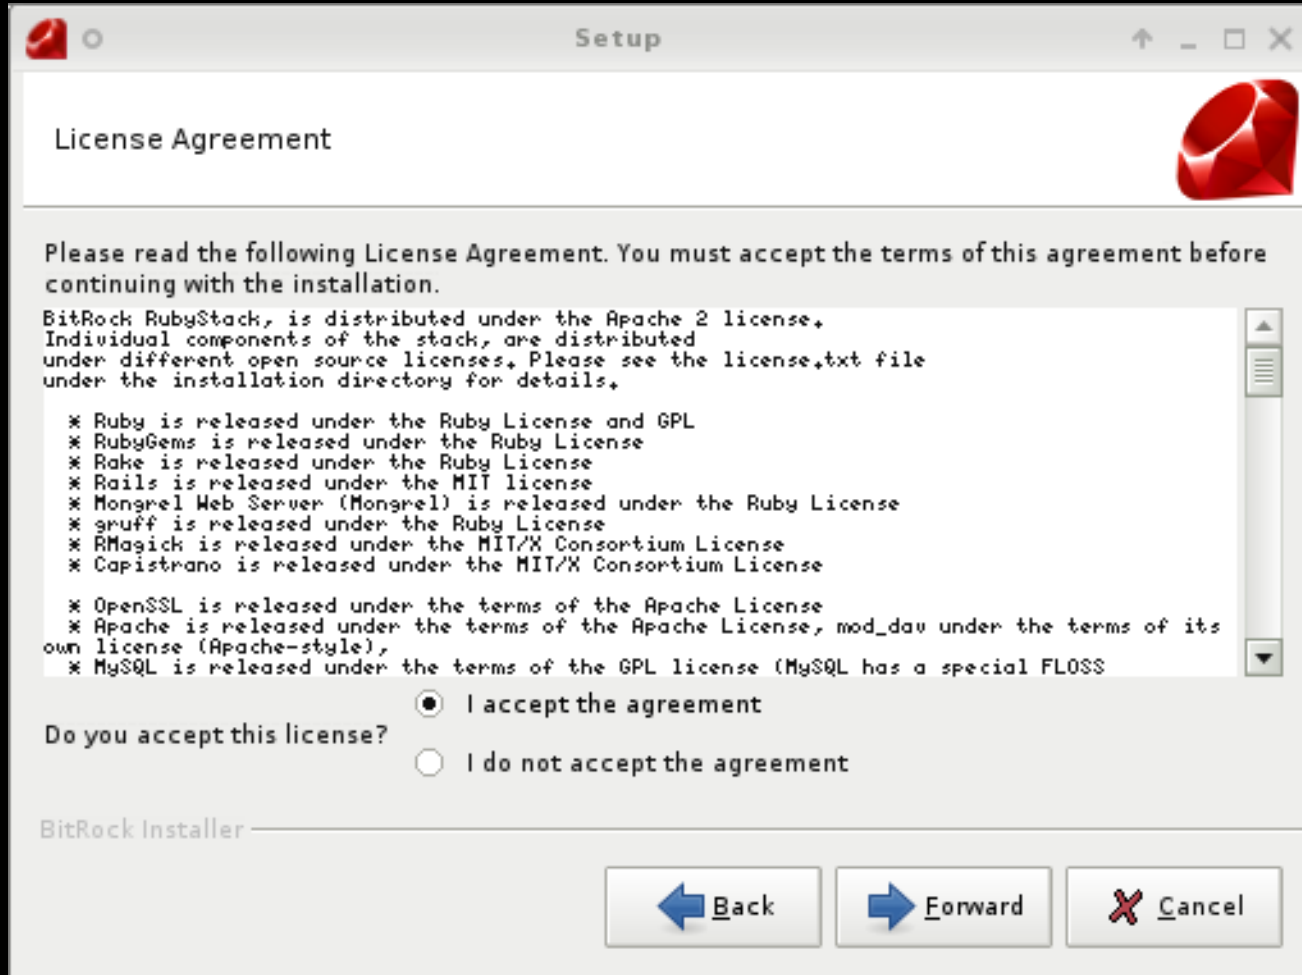 Setup
License Agreement
Please read the following License Agreement. You must accept the terms of this agreement before
continuing with the installation.
BitRock RubyStack, is distributed under the Apache 2 license.
Individual components of the stack, are distributed
under different open source licenses. Please see the license.txt file
under the installation directory for details.
* Ruby is released under the Ruby License and GPL
* RubyGems is released under the Ruby License
* Rake is released under the Ruby License
* Rails is released under the MIT license
* Mongrel Web Server (Mongrel) is released under the Ruby License
* gruff is released under the Ruby License
* RMagick is released under the MIT/X Consortium License
* Capistrano is released under the MIT/X Consortium License
* OpenSSL is released under the terms of the Apache License
* Apache is released under the terms of the Apache License, mod_dav under the terms of its
own license (Apache-style),
* MySQL is released under the terms of the GPL license (MySQL has a special FLOSS
Do you accept this license?
I accept the agreement
I do not accept the agreement
BitRock Installer
Back
Forward
Cancel